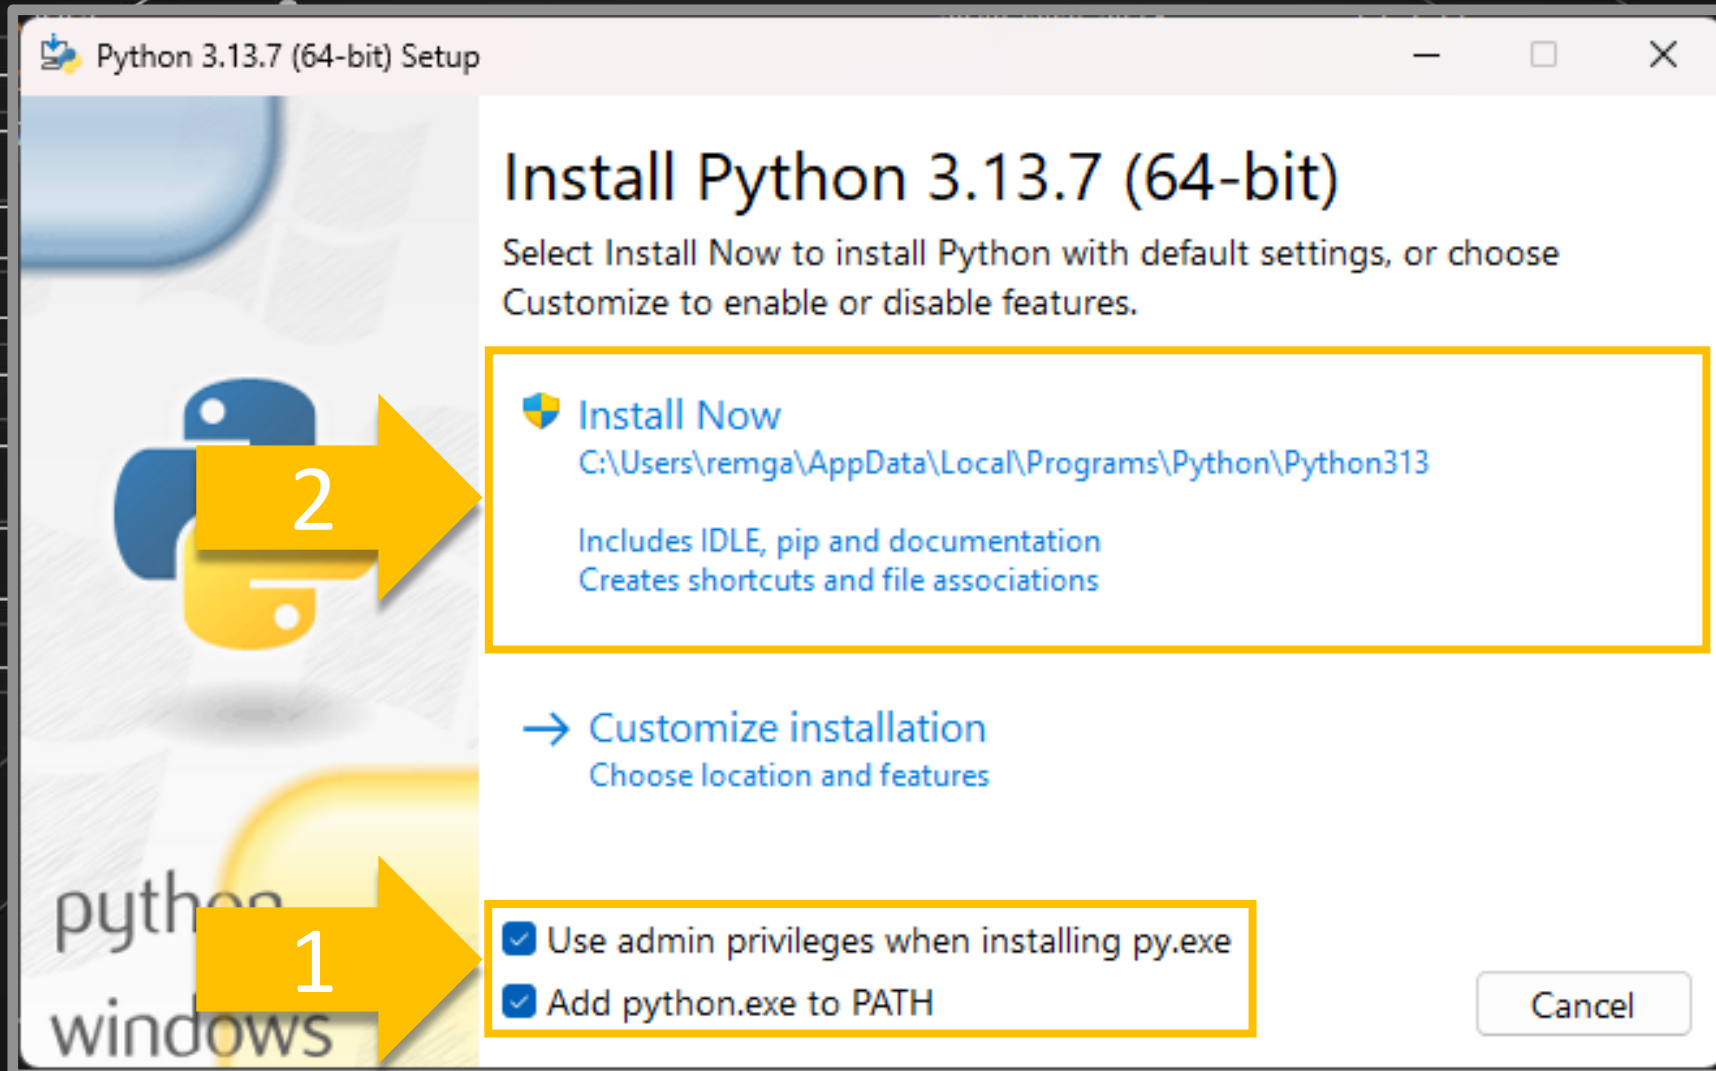 Python 3.13.7 (64-bit) Setup
Install Python 3.13.7 (64-bit)
Select Install Now to install Python with default settings, or choose
Customize to enable or disable features.
Install Now
C:\Users\remga\AppData\Local\Programs\Python\Python313
2
Includes IDLE, pip and documentation
Creates shortcuts and file associations
Customize installation
Choose location and features
python
windows
1
Use admin privileges when installing py.exe
Add python.exe to PATH
Cancel